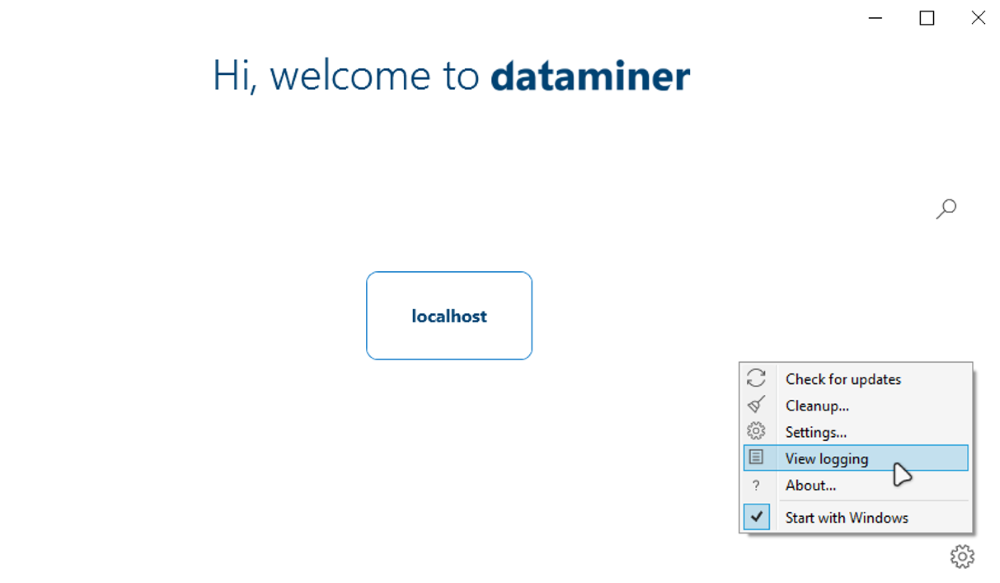 Hi, welcome to dataminer
localhost
Check for updates
Cleanup...
Settings...
View logging
? About...
Start with Windows